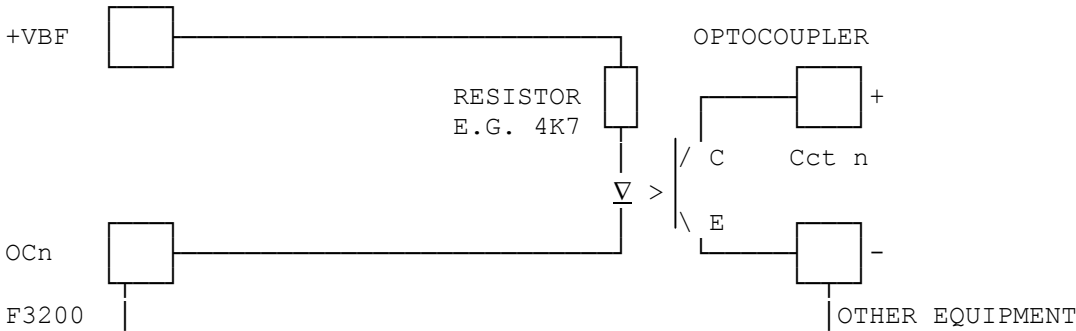 +VBF OPTOCOUPLER
RESISTOR +
E.G. 4K7
C Cct n
E
OCn -
F3200 OTHER EQUIPMENT